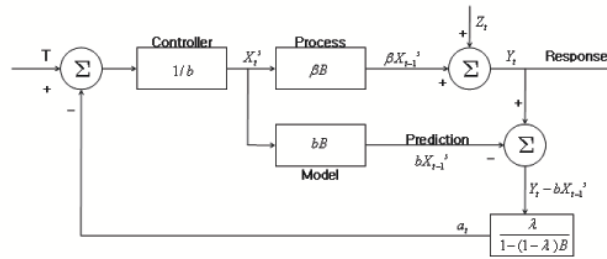 Z_t
Controller
X_t^s
Process
T
+
Σ
1/b
βB
βX_{t-1}^s
+
+
Σ
Y_t
Response
−
+
bB
Prediction
bX_{t-1}^s
−
Σ
Model
Y_t - bX_{t-1}^s
a_t
λ
1-(1-λ)B